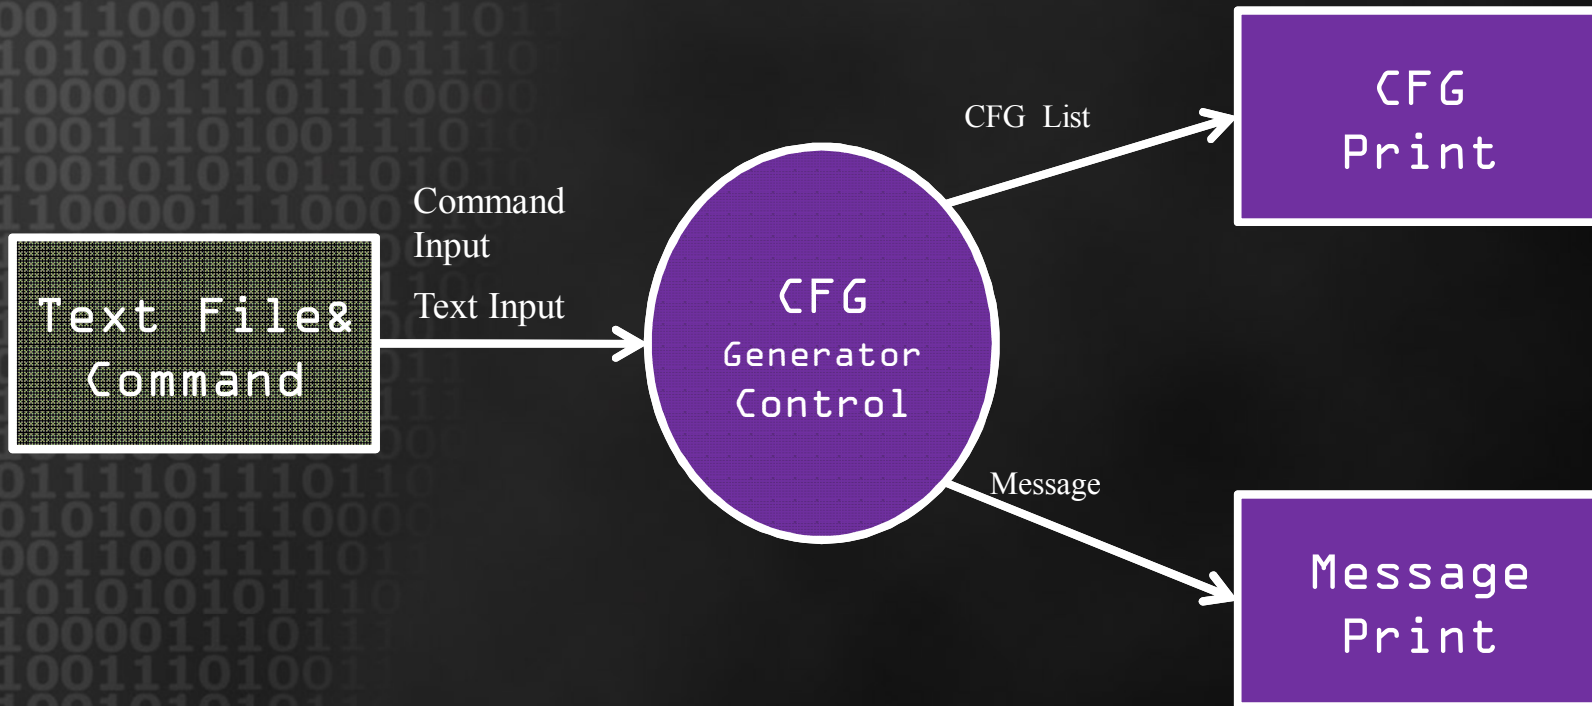 Text File&
Command
Command
Input
Text Input
CFG
Generator
Control
CFG List
CFG
Print
Message
Message
Print